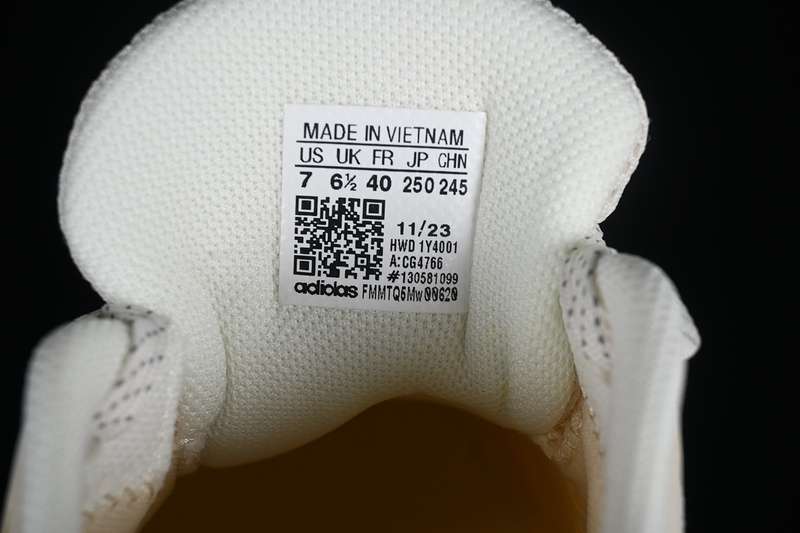 MADE IN VIETNAM
US UK FR JP CHN
7 6½ 40 250 245
11/23
HWD 1Y4001
A:CG4766
#130581099
adidas FMMTQ6Mw00620